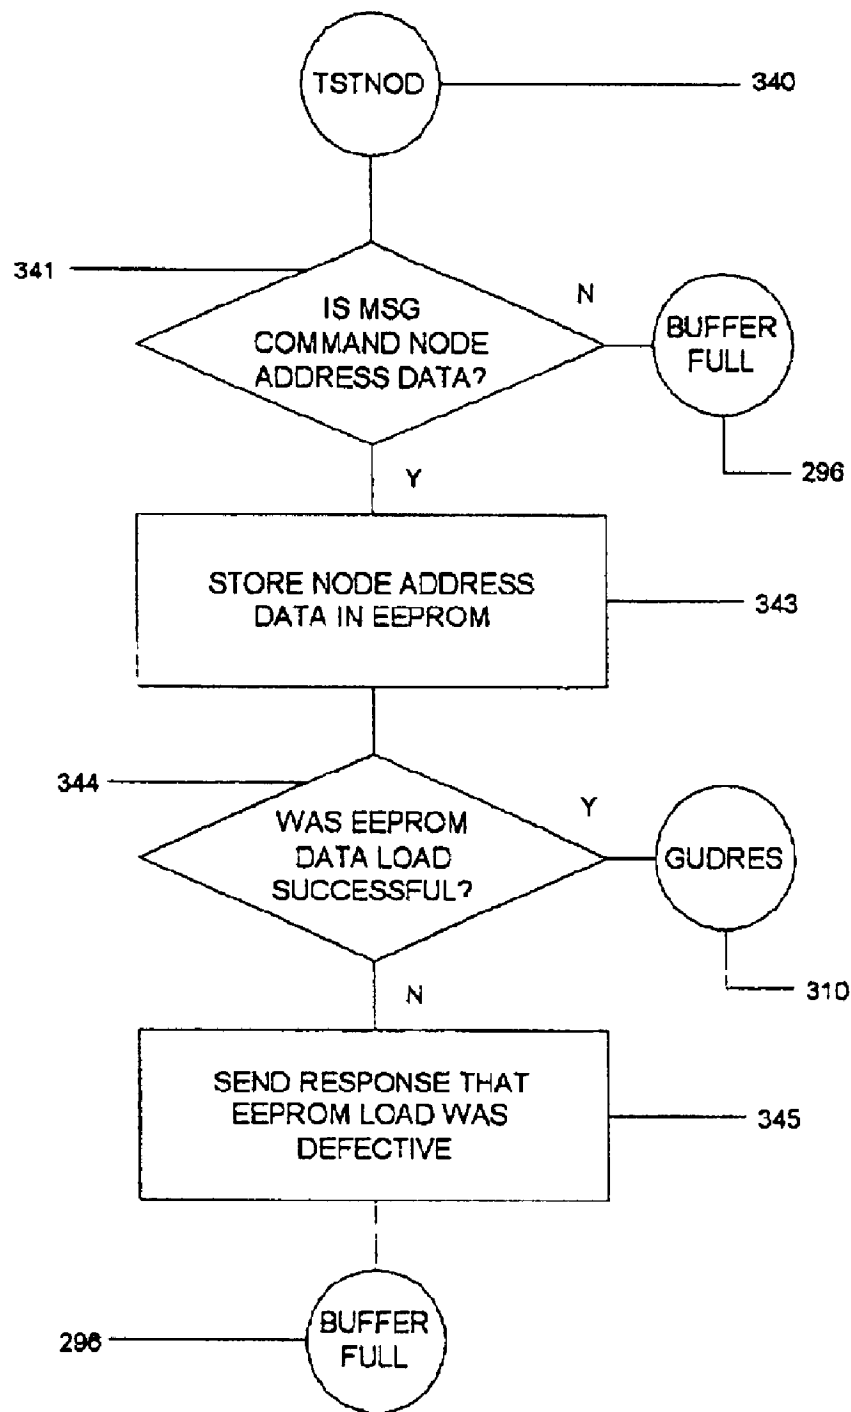 TSTNOD
340
341
IS MSG
COMMAND NODE
ADDRESS DATA?
N
BUFFER
FULL
296
Y
STORE NODE ADDRESS
DATA IN EEPROM
343
344
WAS EEPROM
DATA LOAD
SUCCESSFUL?
Y
GUDRES
310
N
SEND RESPONSE THAT
EEPROM LOAD WAS
DEFECTIVE
345
296
BUFFER
FULL